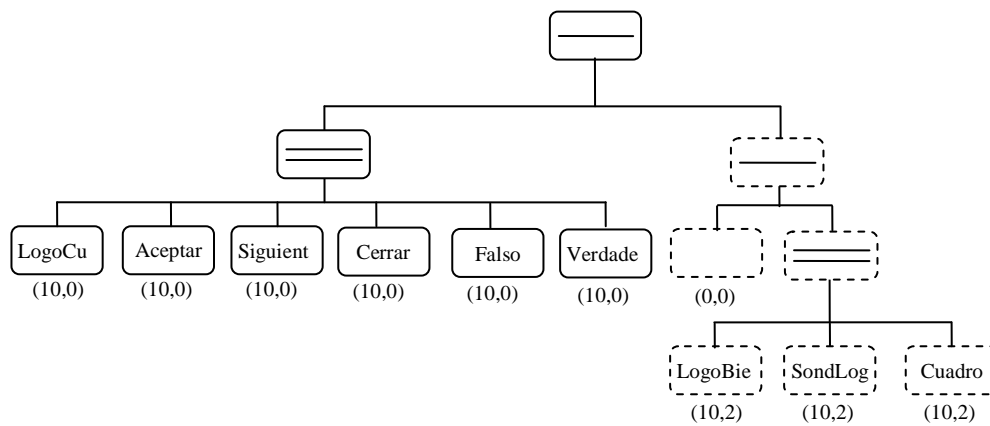 LogoCu
Aceptar
Siguient
Cerrar
Falso
Verdade
(10,0)
(10,0)
(10,0)
(10,0)
(10,0)
(10,0)
(0,0)
LogoBie
SondLog
Cuadro
(10,2)
(10,2)
(10,2)